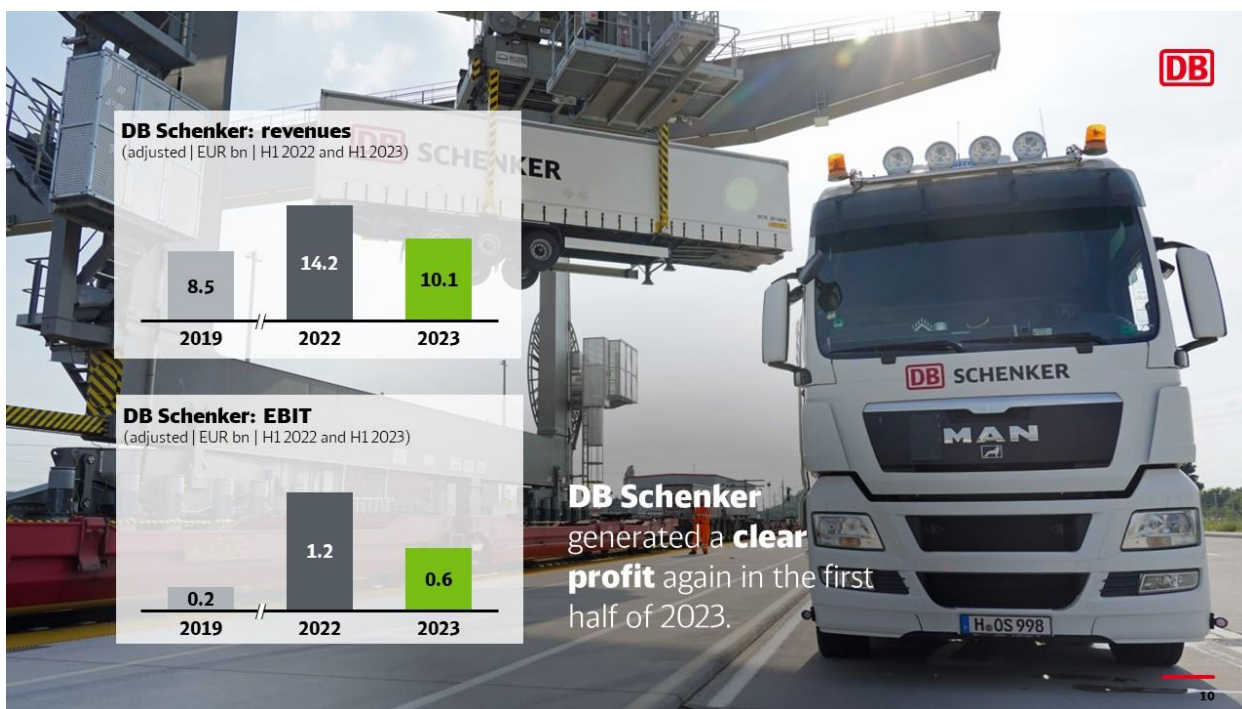 DB
DB Schenker: revenues
(adjusted | EUR bn | H1 2022 and H1 2023)
8.5
14.2
10.1
2019 // 2022 2023
DB Schenker: EBIT
(adjusted | EUR bn | H1 2022 and H1 2023)
0.2
1.2
0.6
2019 // 2022 2023
DB Schenker
generated a clear
profit again in the first
half of 2023.
DB SCHENKER
DB SCHENKER
MAN
H OS 998
10